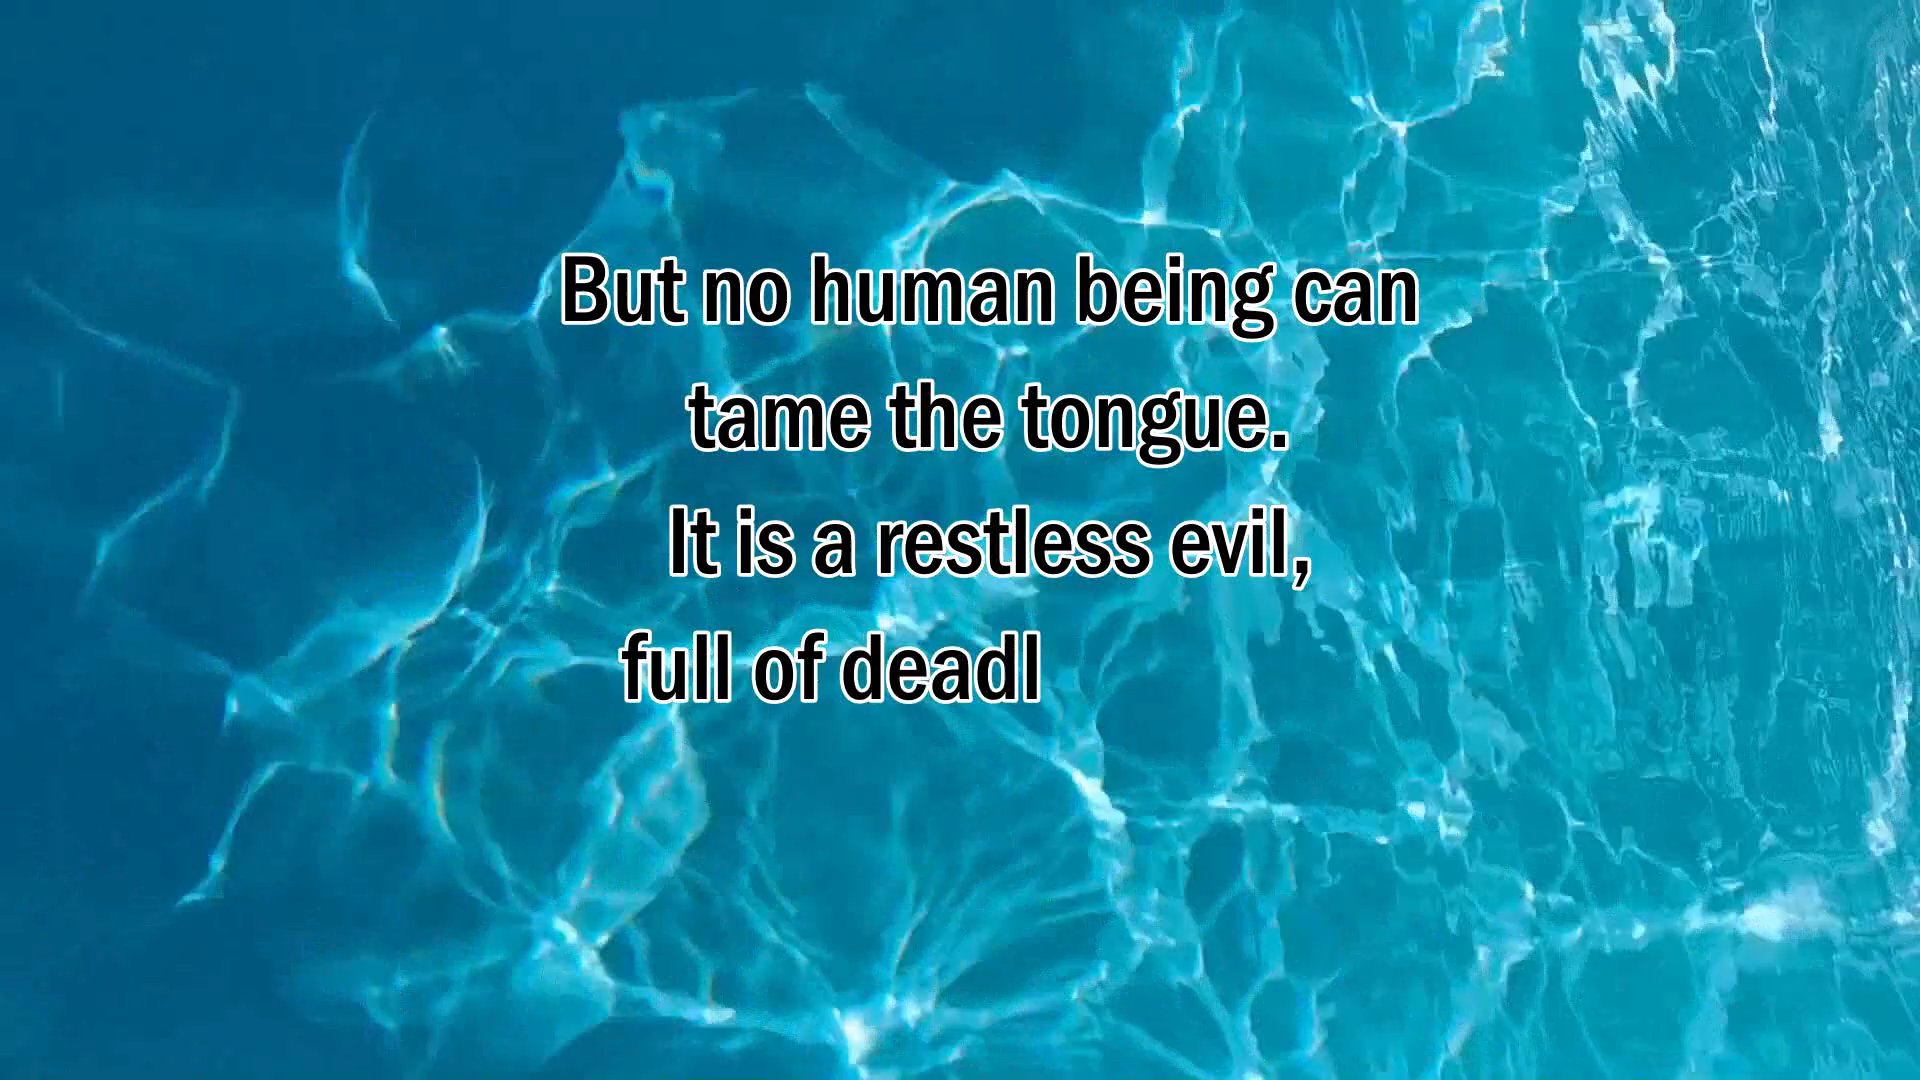 But no human being can
tame the tongue.
It is a restless evil,
full of deadl